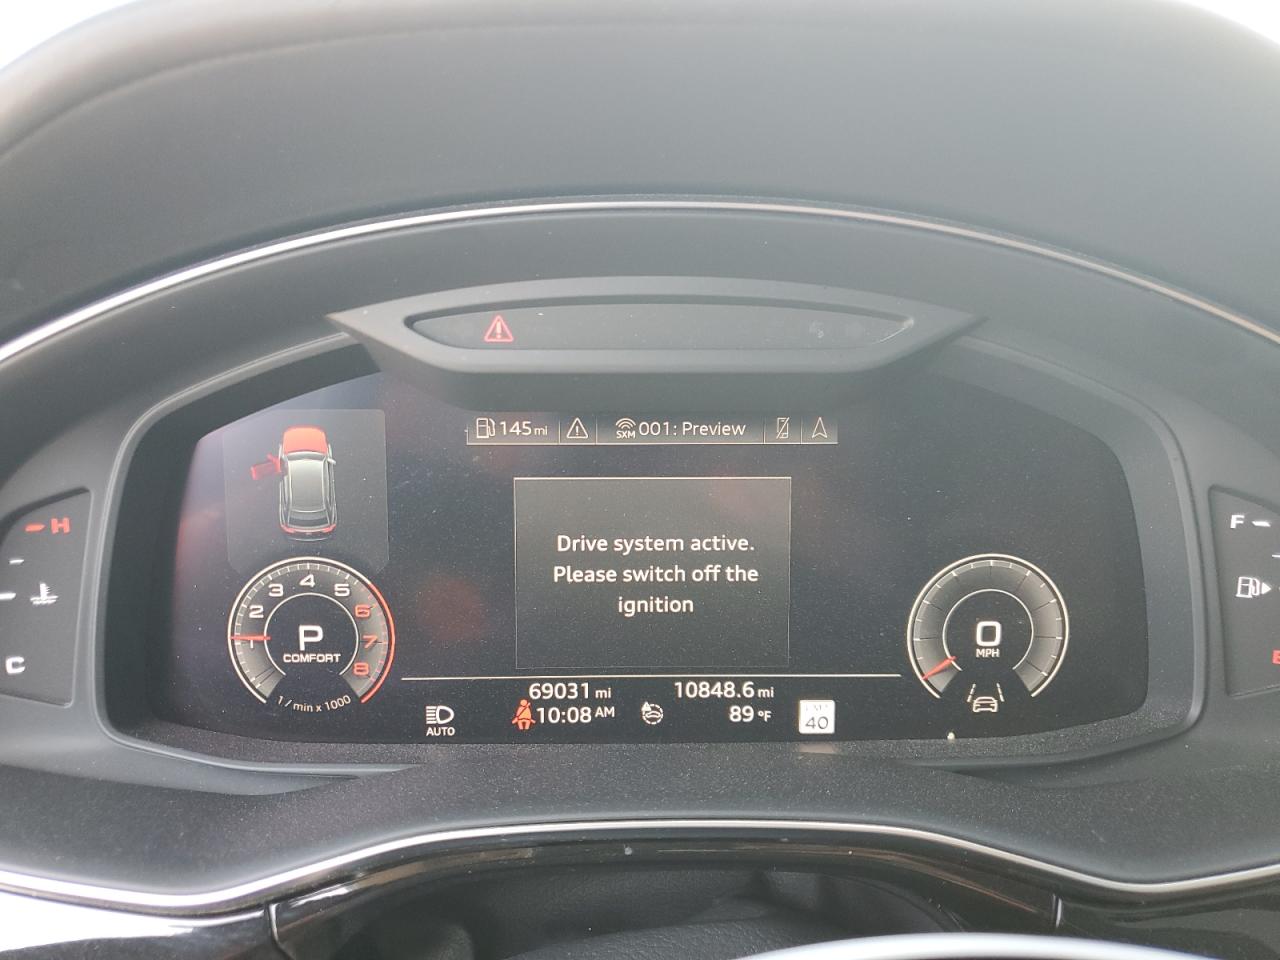 145 mi
SXM 001: Preview
H
C
1
2
3
4
5
6
7
8
P
COMFORT
1 / min x 1000
Drive system active.
Please switch off the
ignition
0
MPH
F
69031 mi
10848.6 mi
AUTO
10:08 AM
89 °F
40